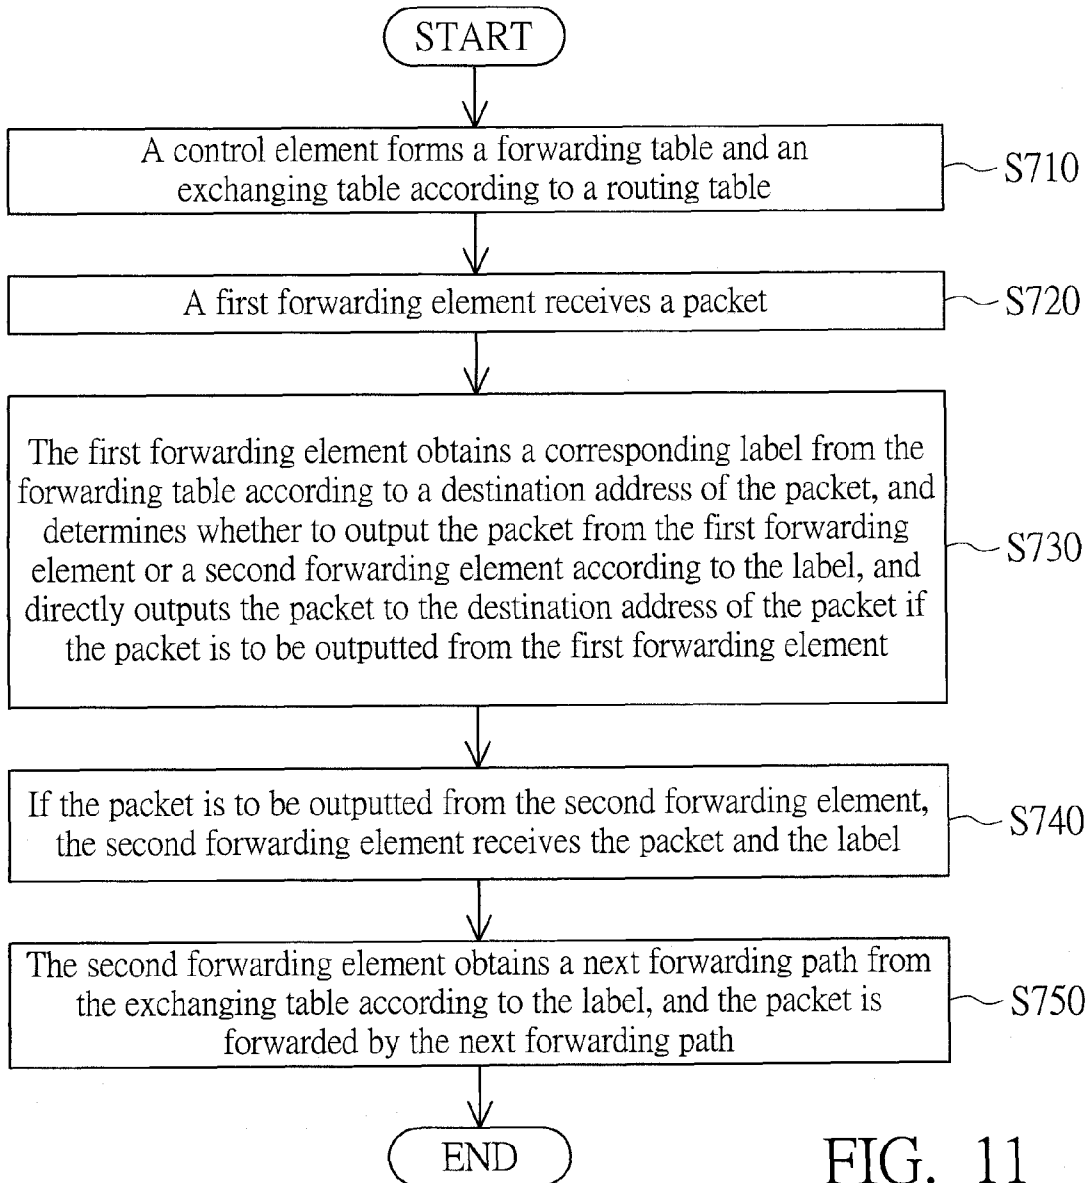 START
A control element forms a forwarding table and an
exchanging table according to a routing table
S710
A first forwarding element receives a packet
S720
The first forwarding element obtains a corresponding label from the
forwarding table according to a destination address of the packet, and
determines whether to output the packet from the first forwarding
element or a second forwarding element according to the label, and
directly outputs the packet to the destination address of the packet if
the packet is to be outputted from the first forwarding element
S730
If the packet is to be outputted from the second forwarding element,
the second forwarding element receives the packet and the label
S740
The second forwarding element obtains a next forwarding path from
the exchanging table according to the label, and the packet is
forwarded by the next forwarding path
S750
END
FIG. 11